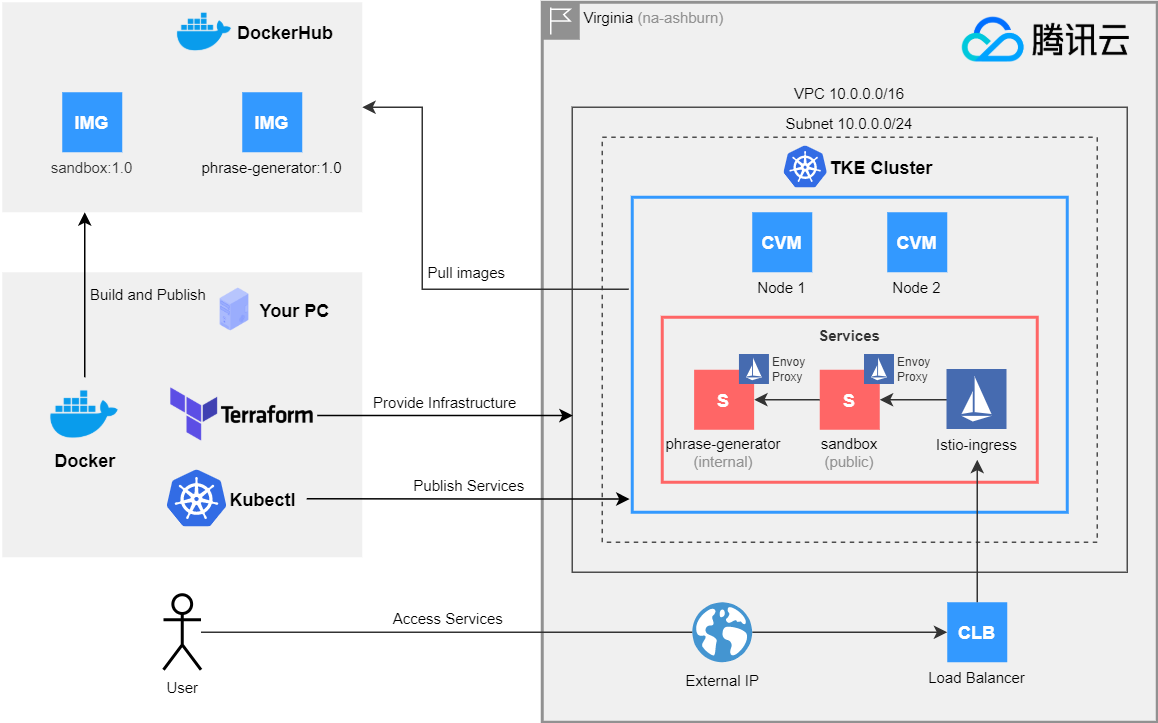 DockerHub
IMG
IMG
sandbox:1.0
phrase-generator:1.0
Build and Publish
Your PC
Docker
Terraform
Kubectl
Pull images
Provide Infrastructure
Publish Services
Access Services
User
Virginia (na-ashburn)
腾讯云
VPC 10.0.0.0/16
Subnet 10.0.0.0/24
TKE Cluster
CVM
CVM
Node 1
Node 2
Services
Envoy
Proxy
Envoy
Proxy
S
S
phrase-generator
(internal)
sandbox
(public)
Istio-ingress
External IP
CLB
Load Balancer